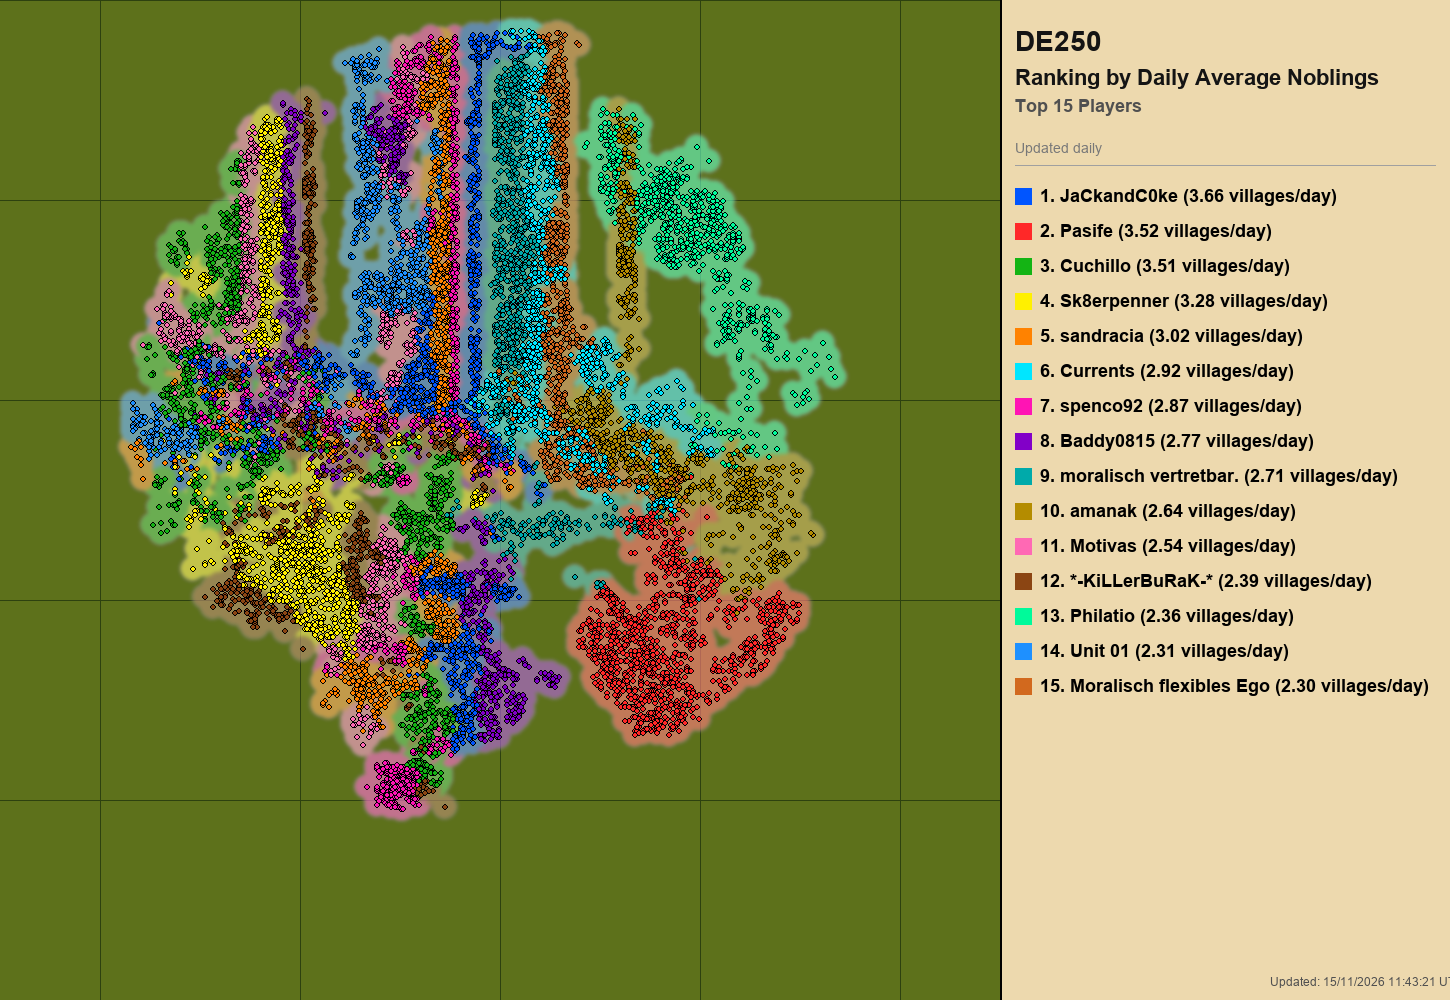 DE250
Ranking by Daily Average Noblings
Top 15 Players
Updated daily
1. JaCkandC0ke (3.66 villages/day)
2. Pasife (3.52 villages/day)
3. Cuchillo (3.51 villages/day)
4. Sk8erpenner (3.28 villages/day)
5. sandracia (3.02 villages/day)
6. Currents (2.92 villages/day)
7. spenco92 (2.87 villages/day)
8. Baddy0815 (2.77 villages/day)
9. moralisch vertretbar. (2.71 villages/day)
10. amanak (2.64 villages/day)
11. Motivas (2.54 villages/day)
12. *-KiLLerBuRaK-* (2.39 villages/day)
13. Philatio (2.36 villages/day)
14. Unit 01 (2.31 villages/day)
15. Moralisch flexibles Ego (2.30 villages/day)
Updated: 15/11/2026 11:43:21